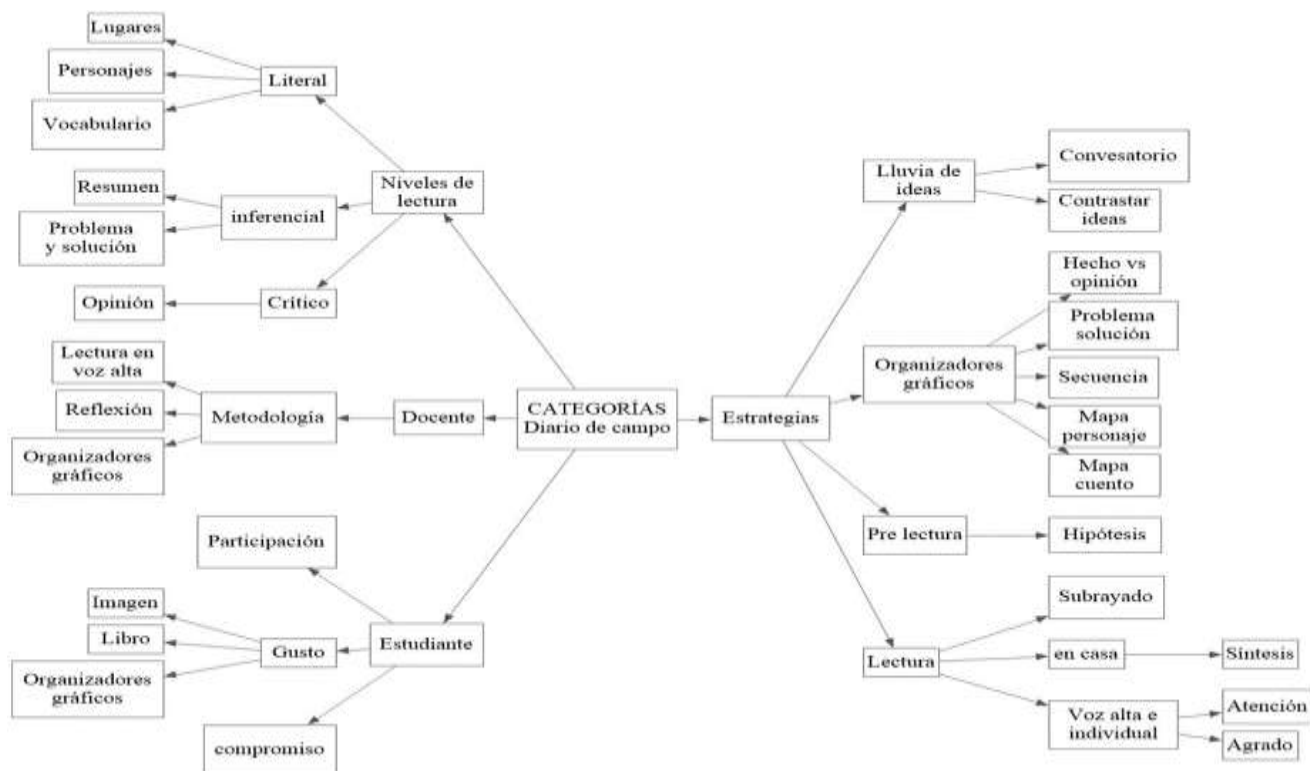 Lugares
Personajes
Vocabulario
Literal
Resumen
Problema
y solución
inferencial
Opinión
Crítico
Niveles de
lectura
Lectura en
voz alta
Reflexión
Organizadores
gráficos
Metodología
Docente
CATEGORÍAS
Diario de campo
Participación
Imagen
Libro
Organizadores
gráficos
Gusto
Estudiante
compromiso
Estrategias
Lluvia de
ideas
Convesatorio
Contrastar
ideas
Organizadores
gráficos
Hecho vs
opinión
Problema
solución
Secuencia
Mapa
personaje
Mapa
cuento
Pre lectura
Hipótesis
Lectura
Subrayado
en casa
Síntesis
Voz alta e
individual
Atención
Agrado